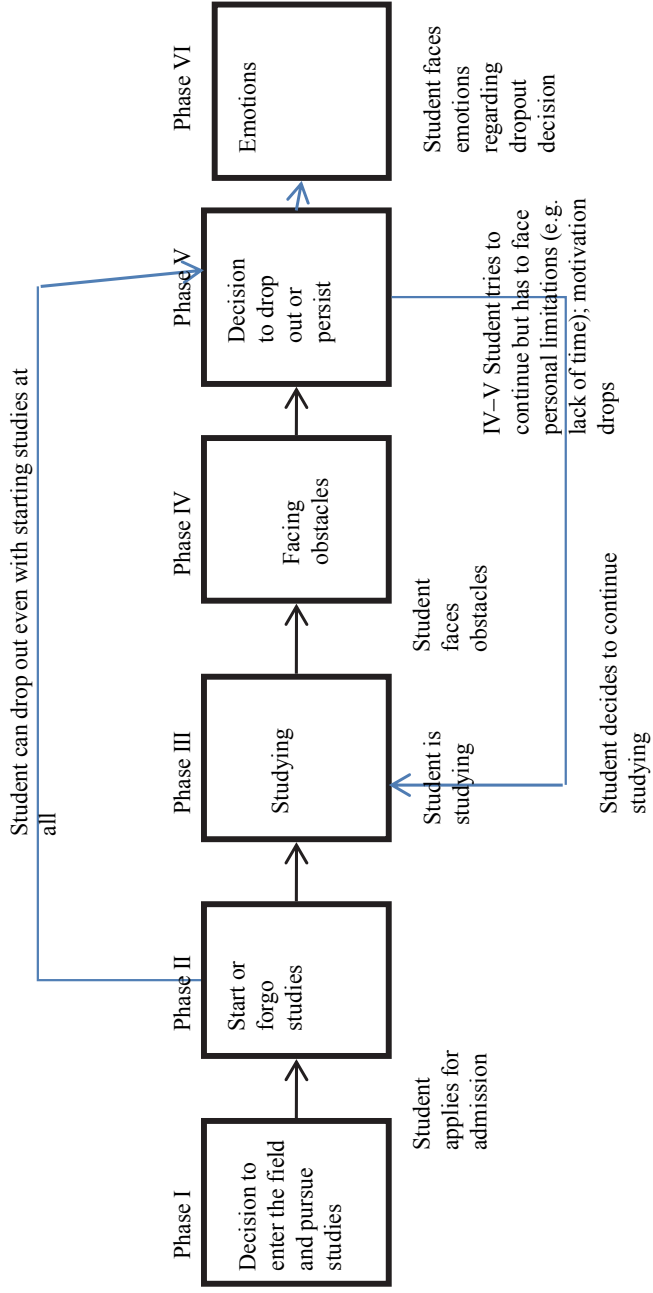 Student can drop out even with starting studies at
all
Phase I
Decision to
enter the field
and pursue
studies
Phase II
Start or
forgo
studies
Student
applies for
admission
Phase III
Studying
Student is
studying
Phase IV
Facing
obstacles
Student
faces
obstacles
Phase V
Decision
to drop
out or
persist
IV–V Student tries to
continue but has to face
personal limitations (e.g.
lack of time); motivation
drops
Student decides to continue
studying
Phase VI
Emotions
Student faces
emotions
regarding
dropout
decision